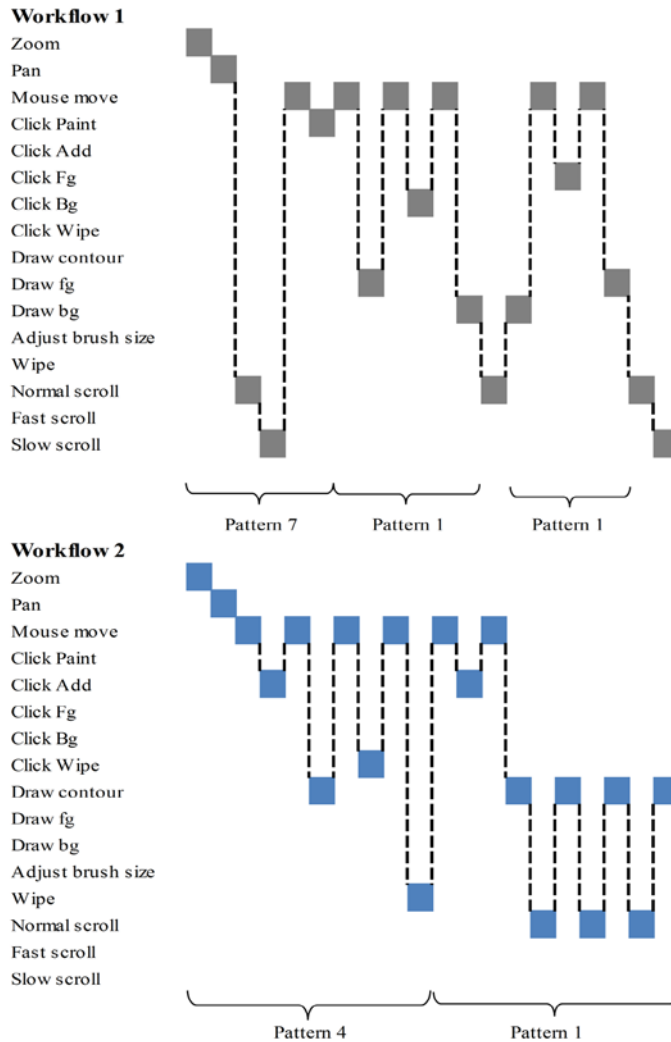 Workflow 1
Zoom
Pan
Mouse move
Click Paint
Click Add
Click Fg
Click Bg
Click Wipe
Draw contour
Draw fg
Draw bg
Adjust brush size
Wipe
Normal scroll
Fast scroll
Slow scroll
Pattern 7 Pattern 1 Pattern 1
Workflow 2
Zoom
Pan
Mouse move
Click Paint
Click Add
Click Fg
Click Bg
Click Wipe
Draw contour
Draw fg
Draw bg
Adjust brush size
Wipe
Normal scroll
Fast scroll
Slow scroll
Pattern 4 Pattern 1